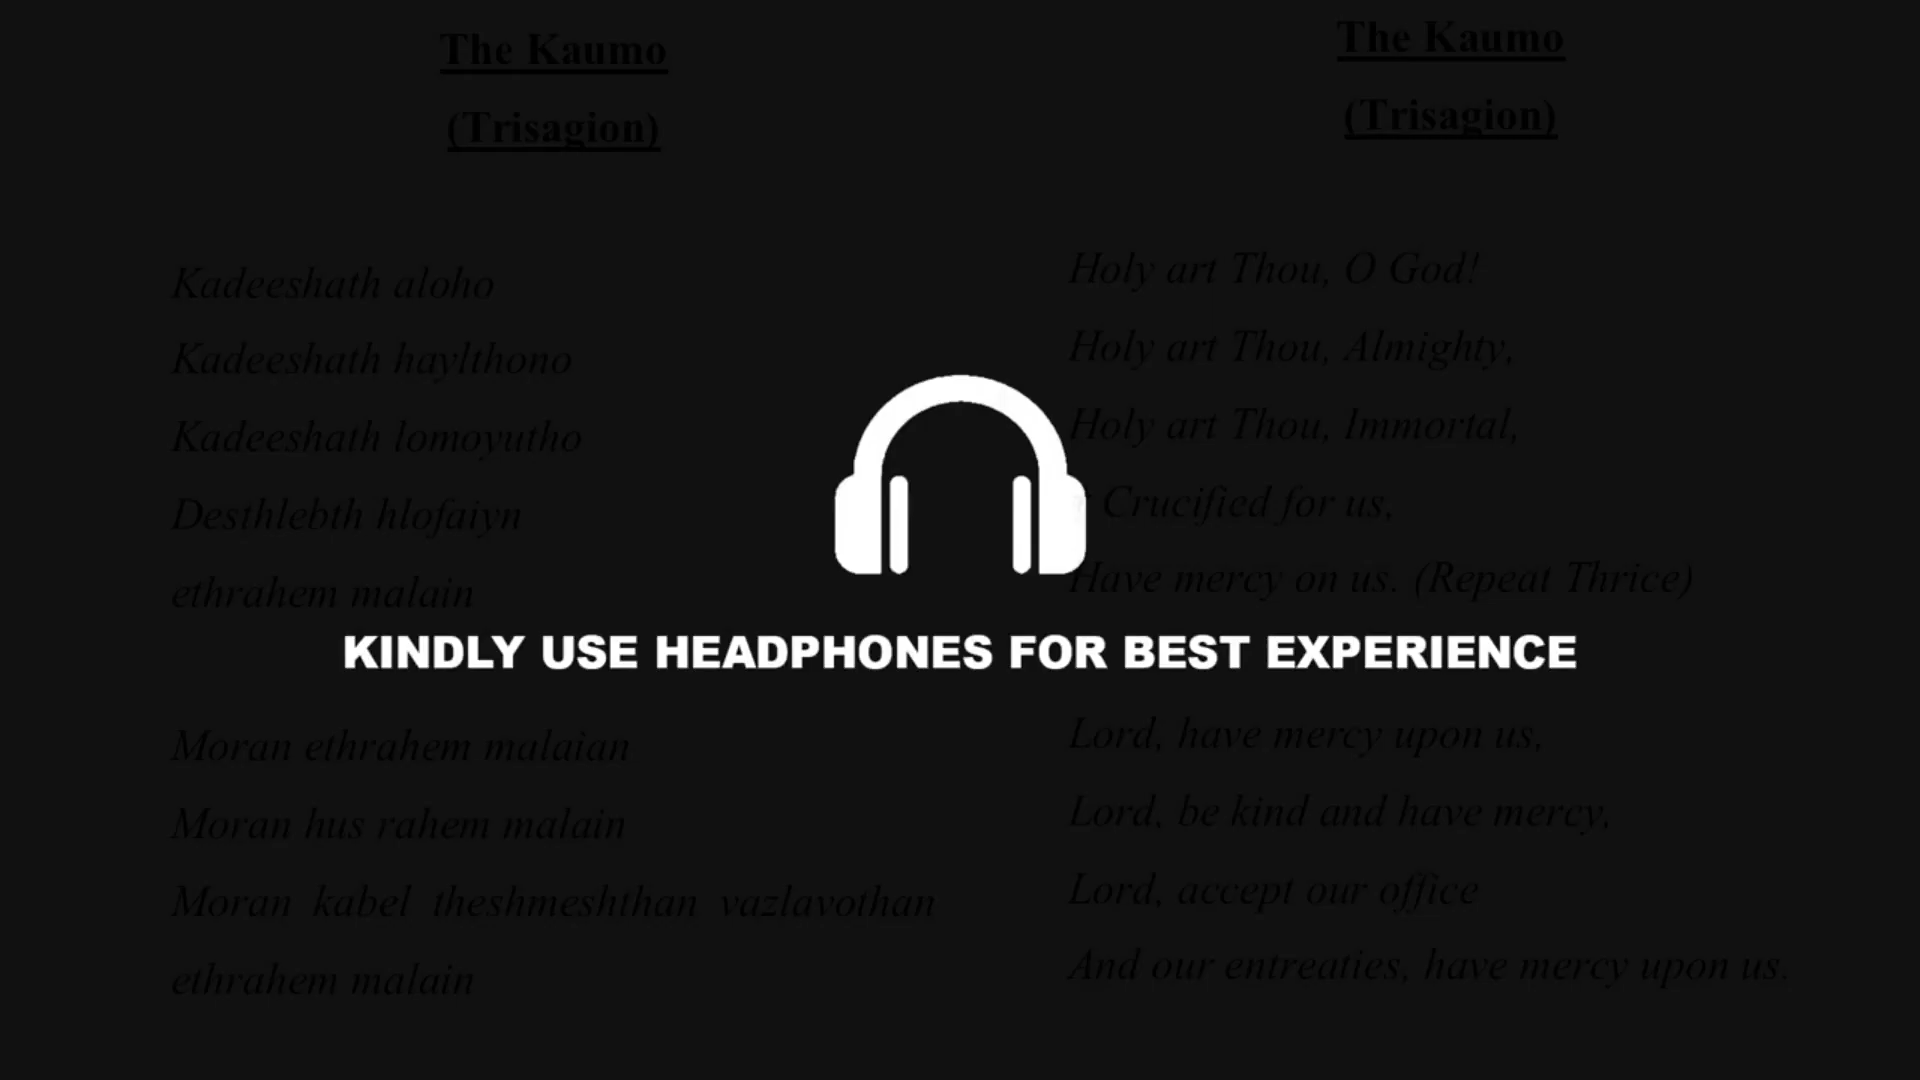 The Kaumo
(Trisagion)
Kadeeshath aloho
Kadeeshath haylthono
Kadeeshath lomoyutho
Desthlebth hlofaiyn
ethrahem malain
Moran ethrahem malaian
Moran hus rahem malain
Moran kabel theshmeshthan vazlavothan
ethrahem malain
The Kaumo
(Trisagion)
Holy art Thou, O God!
Holy art Thou, Almighty,
Holy art Thou, Immortal,
Crucified for us,
Have mercy on us. (Repeat Thrice)
Lord, have mercy upon us,
Lord, be kind and have mercy,
Lord, accept our office
And our entreaties, have mercy upon us.
KINDLY USE HEADPHONES FOR BEST EXPERIENCE